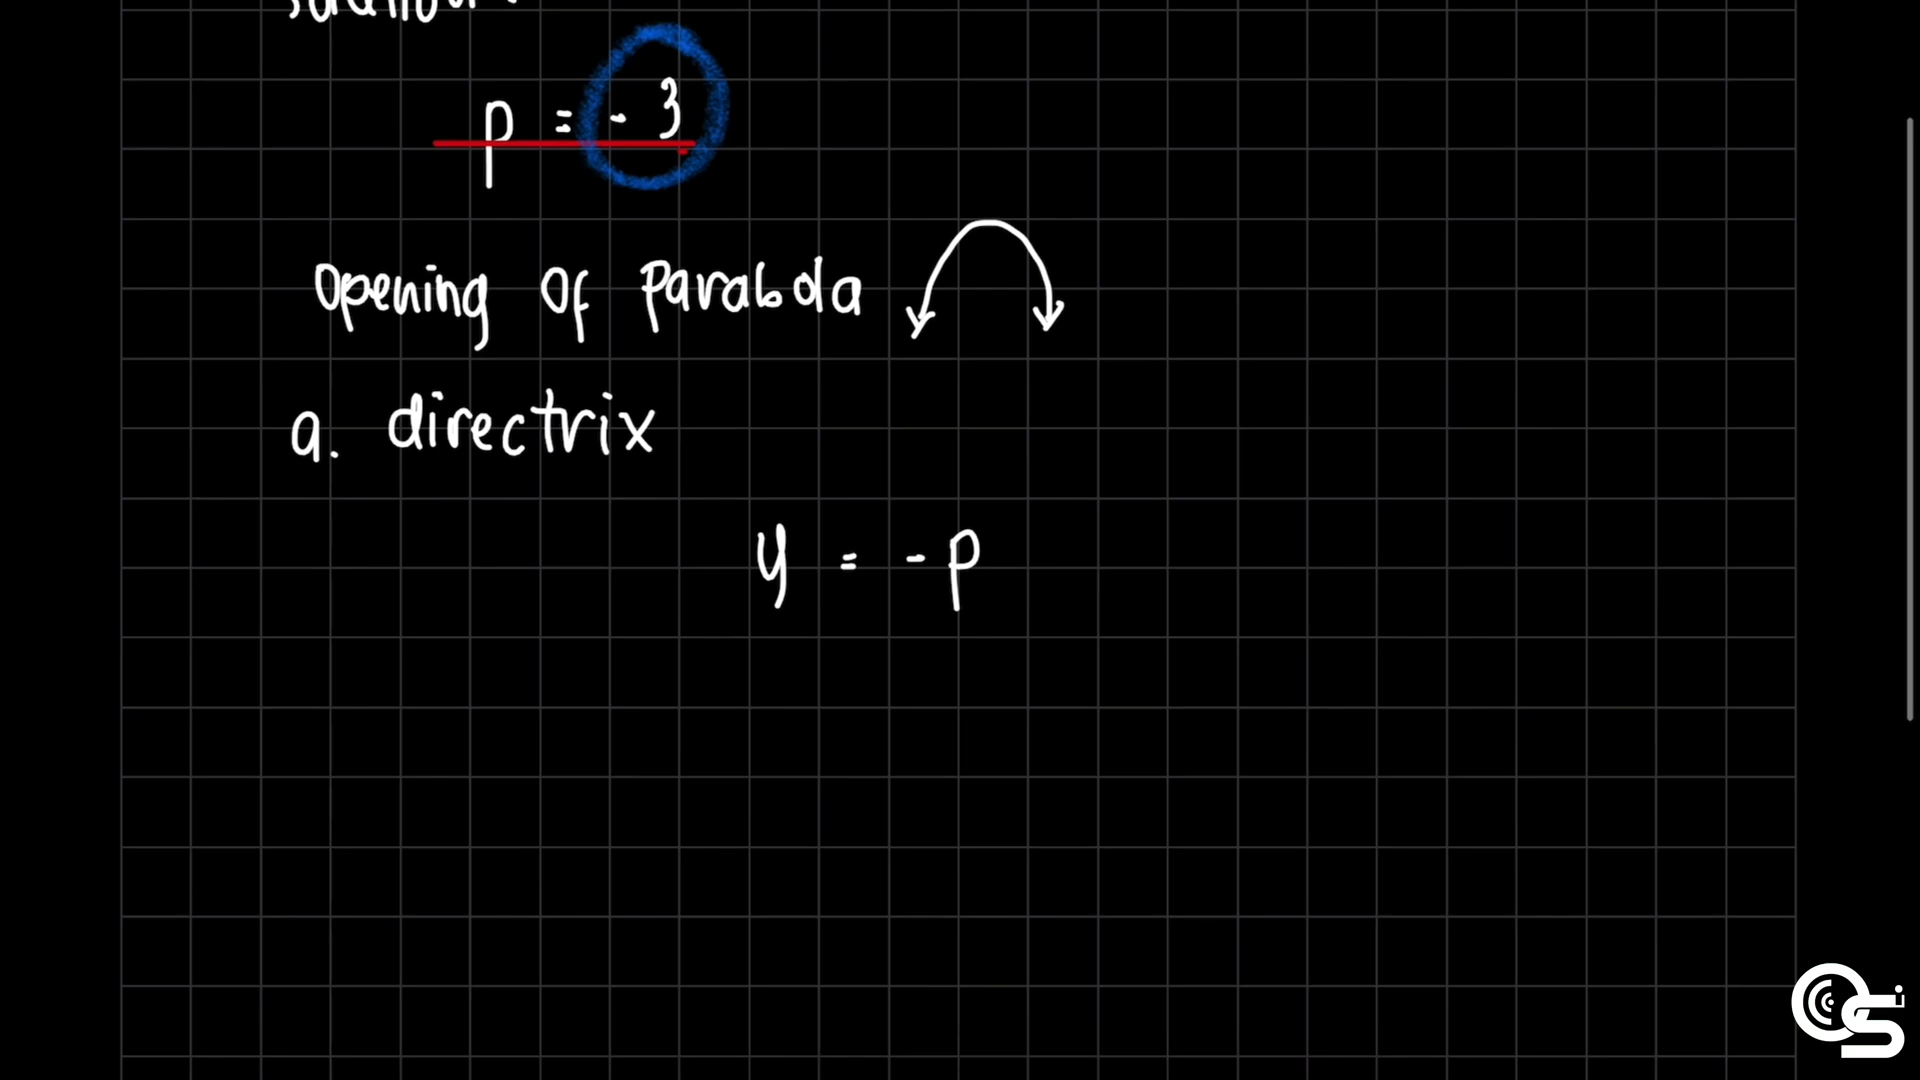 p = - 3
Opening Of Parabola
a. directrix
y = - p